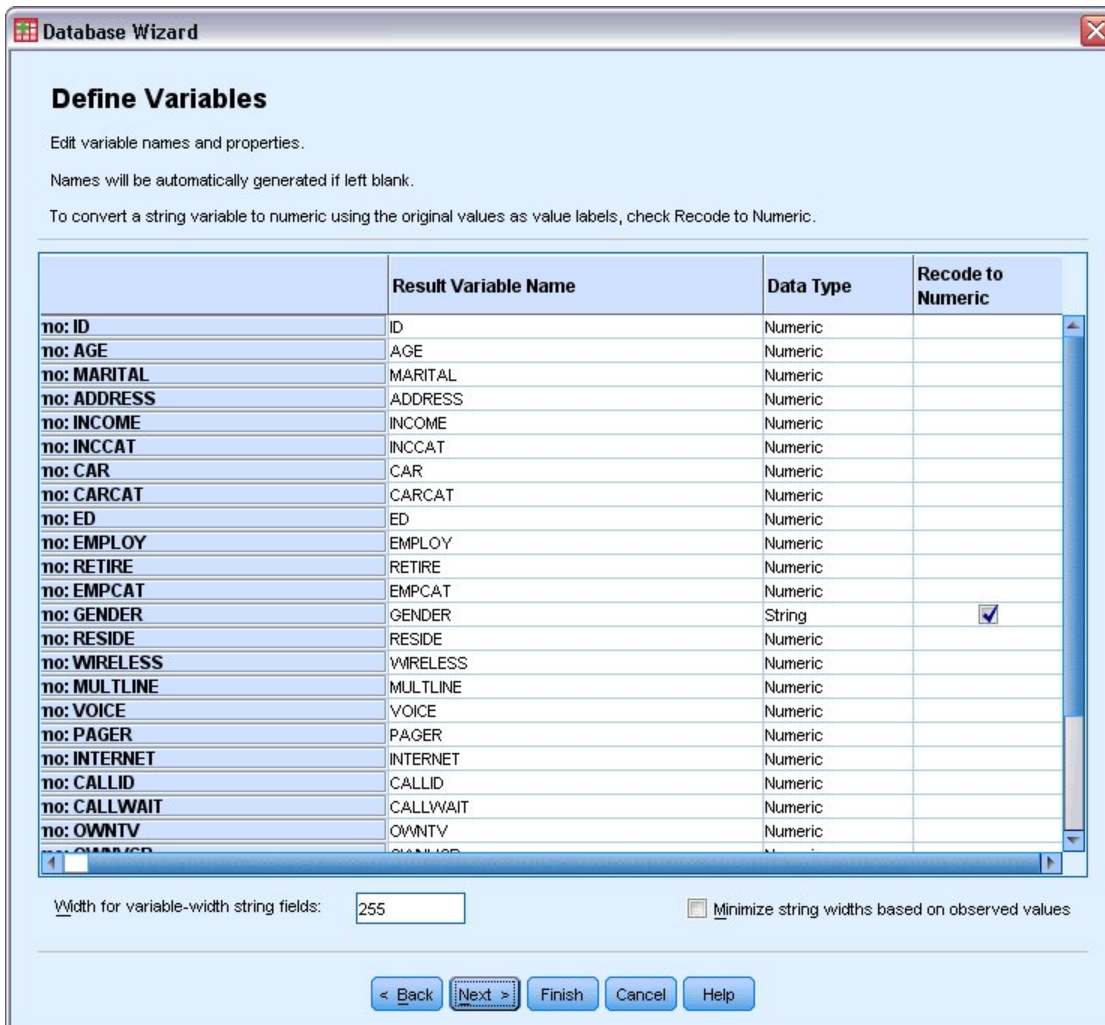 Database Wizard
Define Variables
Edit variable names and properties.
Names will be automatically generated if left blank.
To convert a string variable to numeric using the original values as value labels, check Recode to Numeric.
Result Variable Name Data Type Recode to Numeric
no: ID ID Numeric
no: AGE AGE Numeric
no: MARITAL MARITAL Numeric
no: ADDRESS ADDRESS Numeric
no: INCOME INCOME Numeric
no: INCCAT INCCAT Numeric
no: CAR CAR Numeric
no: CARCAT CARCAT Numeric
no: ED ED Numeric
no: EMPLOY EMPLOY Numeric
no: RETIRE RETIRE Numeric
no: EMPCAT EMPCAT Numeric
no: GENDER GENDER String
no: RESIDE RESIDE Numeric
no: WIRELESS WIRELESS Numeric
no: MULTLINE MULTLINE Numeric
no: VOICE VOICE Numeric
no: PAGER PAGER Numeric
no: INTERNET INTERNET Numeric
no: CALLID CALLID Numeric
no: CALLWAIT CALLWAIT Numeric
no: OWNTV OWNTV Numeric
Width for variable-width string fields: 255 Minimize string widths based on observed values
< Back Next > Finish Cancel Help